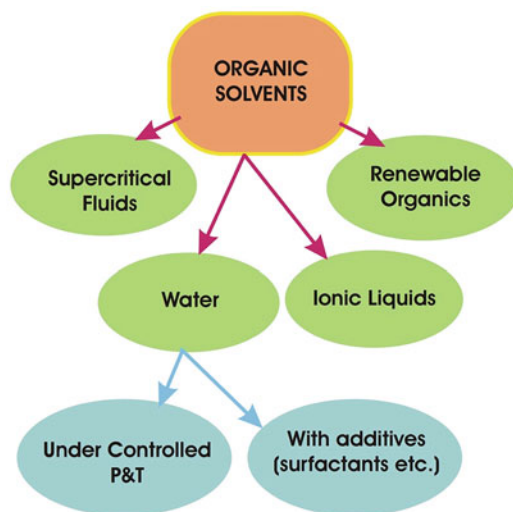 ORGANIC
SOLVENTS
Supercritical
Fluids
Renewable
Organics
Water
Ionic Liquids
Under Controlled
P&T
With additives
(surfactants etc.)